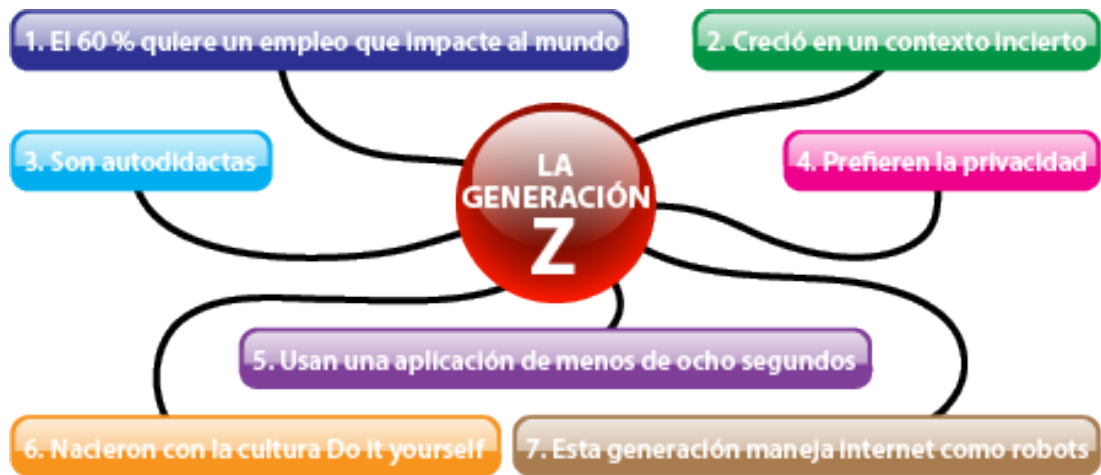 1. El 60 % quiere un empleo que impacte al mundo
2. Creció en un contexto incierto
3. Son autodidactas
4. Prefieren la privacidad
LA
GENERACIÓN
Z
5. Usan una aplicación de menos de ocho segundos
6. Nacieron con la cultura Do it yourself
7. Esta generación maneja internet como robots